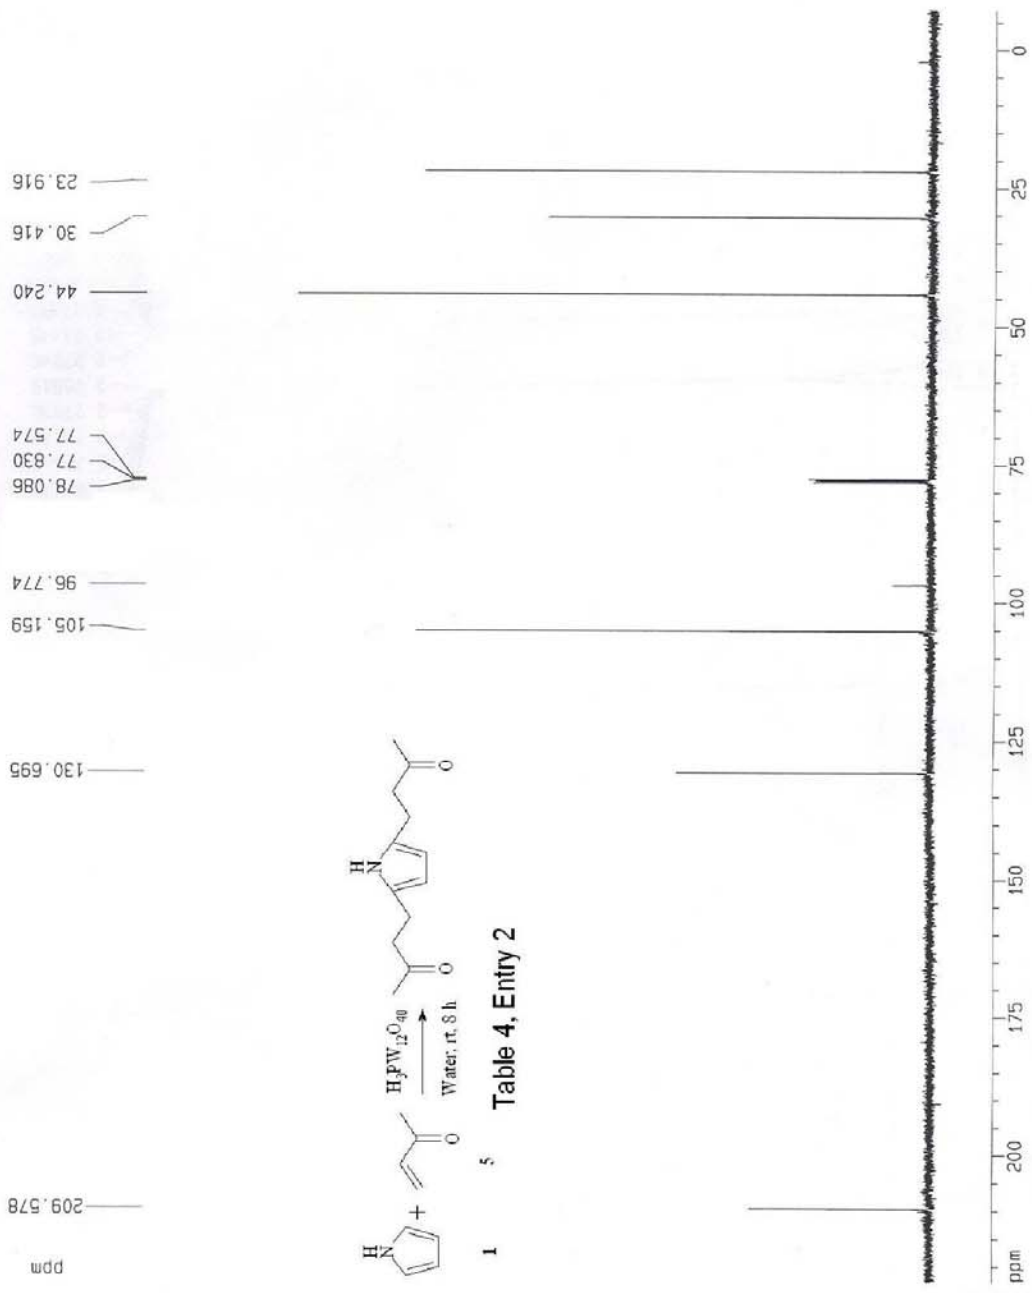 ppm
209.578
130.695
105.159
96.774
78.086
77.830
77.574
44.240
30.416
23.916
H
N
1
+
O
5
H3PW12O40
Water, rt, 8 h
O
H
N
O
Table 4, Entry 2
ppm
200
175
150
125
100
75
50
25
0